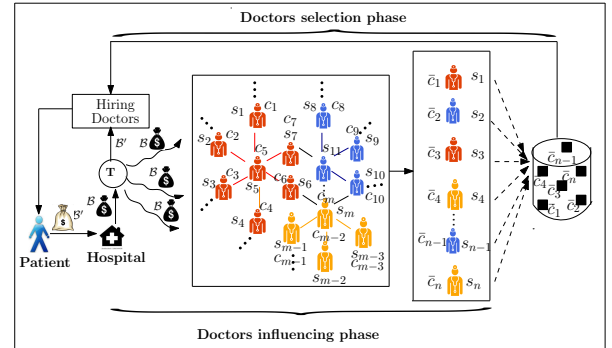 Doctors selection phase
Hiring
Doctors
B′
B
T
B
B
B
B′
$
Patient
Hospital
c₁
s₁
s₈
c₈
c₂
s₂
c₇
s₇
c₉
s₉
c₅
s₁₁
c₃
s₃
s₅
c₆
s₆
s₁₀
c₁₀
c₄
s₄
cₘ
sₘ
cₘ₋₂
sₘ₋₁
cₘ₋₁
sₘ₋₂
sₘ₋₃
cₘ₋₃
c̄₁ s₁
c̄₂ s₂
c̄₃ s₃
c̄₄ s₄
c̄ₙ₋₁ sₙ₋₁
c̄ₙ sₙ
c̄ₙ₋₁
c̄₄
c̄ₙ
c̄₃
c̄₁
c̄₂
Doctors influencing phase